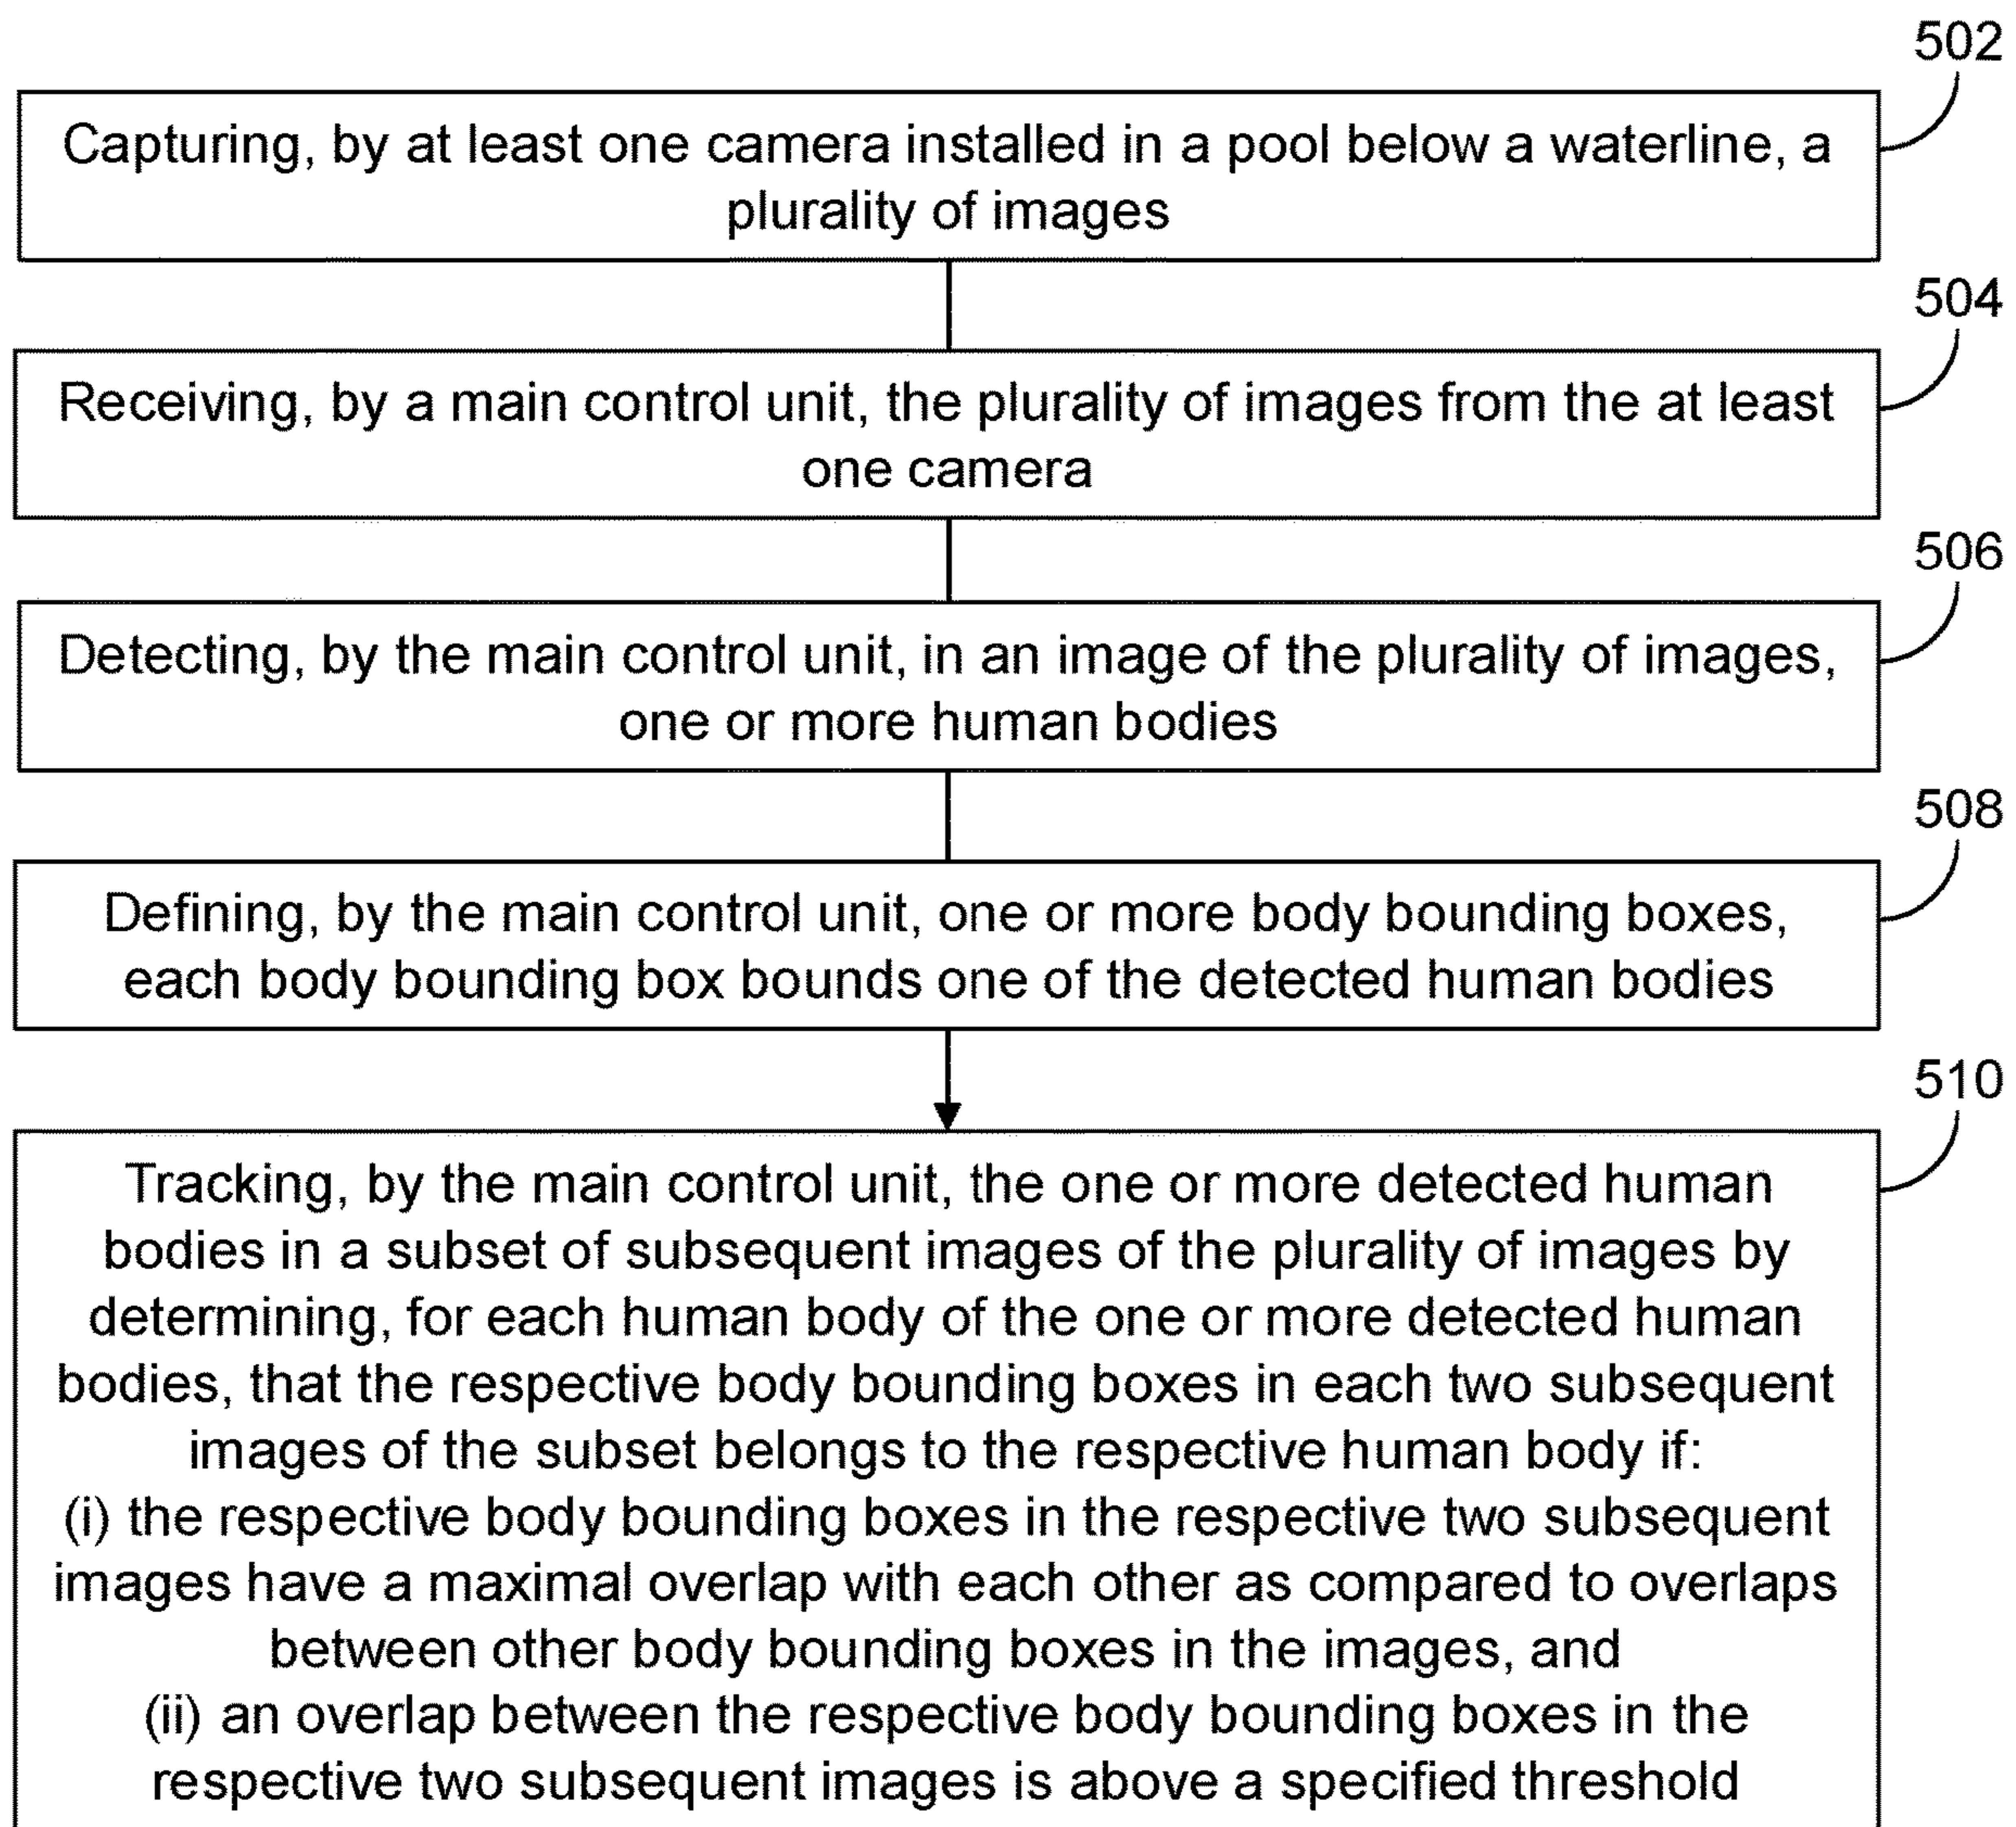 502
Capturing, by at least one camera installed in a pool below a waterline, a
plurality of images
504
Receiving, by a main control unit, the plurality of images from the at least
one camera
506
Detecting, by the main control unit, in an image of the plurality of images,
one or more human bodies
508
Defining, by the main control unit, one or more body bounding boxes,
each body bounding box bounds one of the detected human bodies
510
Tracking, by the main control unit, the one or more detected human
bodies in a subset of subsequent images of the plurality of images by
determining, for each human body of the one or more detected human
bodies, that the respective body bounding boxes in each two subsequent
images of the subset belongs to the respective human body if:
(i) the respective body bounding boxes in the respective two subsequent
images have a maximal overlap with each other as compared to overlaps
between other body bounding boxes in the images, and
(ii) an overlap between the respective body bounding boxes in the
respective two subsequent images is above a specified threshold